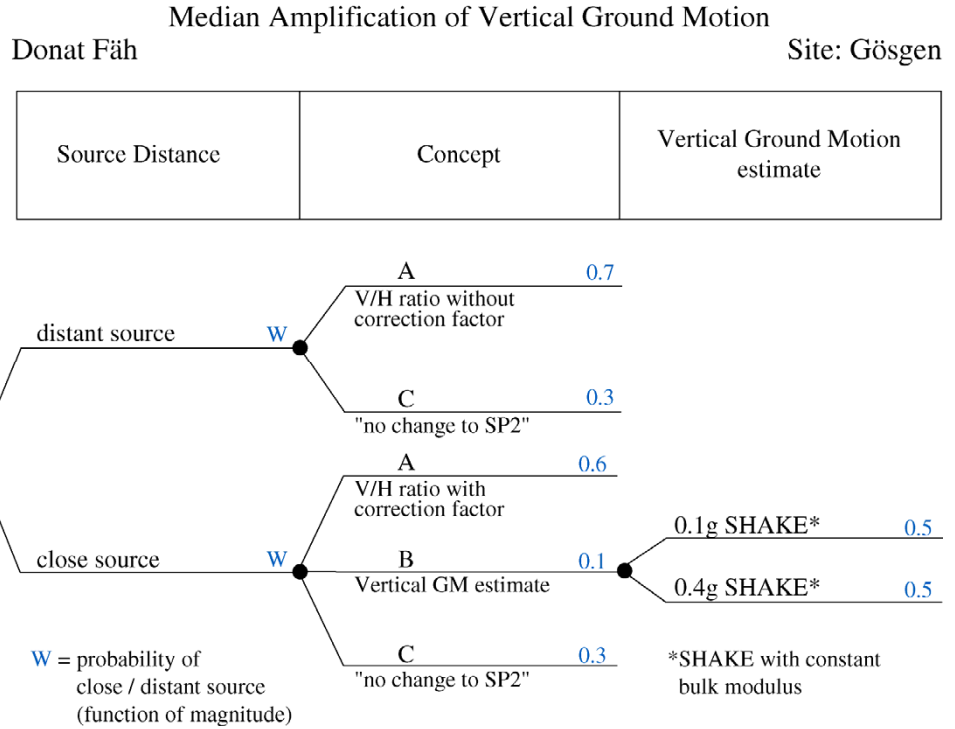 Median Amplification of Vertical Ground Motion
Donat Fäh
Site: Gösgen
Source Distance
Concept
Vertical Ground Motion
estimate
distant source
W
A
0.7
V/H ratio without
correction factor
C
0.3
"no change to SP2"
close source
W
A
0.6
V/H ratio with
correction factor
B
0.1
Vertical GM estimate
0.1g SHAKE*
0.5
0.4g SHAKE*
0.5
C
0.3
"no change to SP2"
W = probability of
close / distant source
(function of magnitude)
*SHAKE with constant
bulk modulus